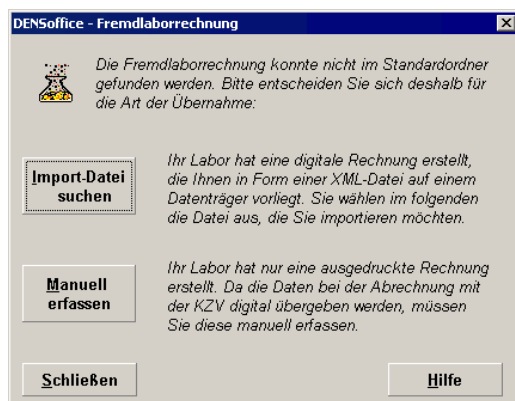 DENSoffice - Fremdlaborrechnung
Die Fremdlaborrechnung konnte nicht im Standardordner
gefunden werden. Bitte entscheiden Sie sich deshalb für
die Art der Übernahme:
Import-Datei
suchen
Ihr Labor hat eine digitale Rechnung erstellt,
die Ihnen in Form einer XML-Datei auf einem
Datenträger vorliegt. Sie wählen im folgenden
die Datei aus, die Sie importieren möchten.
Manuell
erfassen
Ihr Labor hat nur eine ausgedruckte Rechnung
erstellt. Da die Daten bei der Abrechnung mit
der KZV digital übergeben werden, müssen
Sie diese manuell erfassen.
Schließen
Hilfe